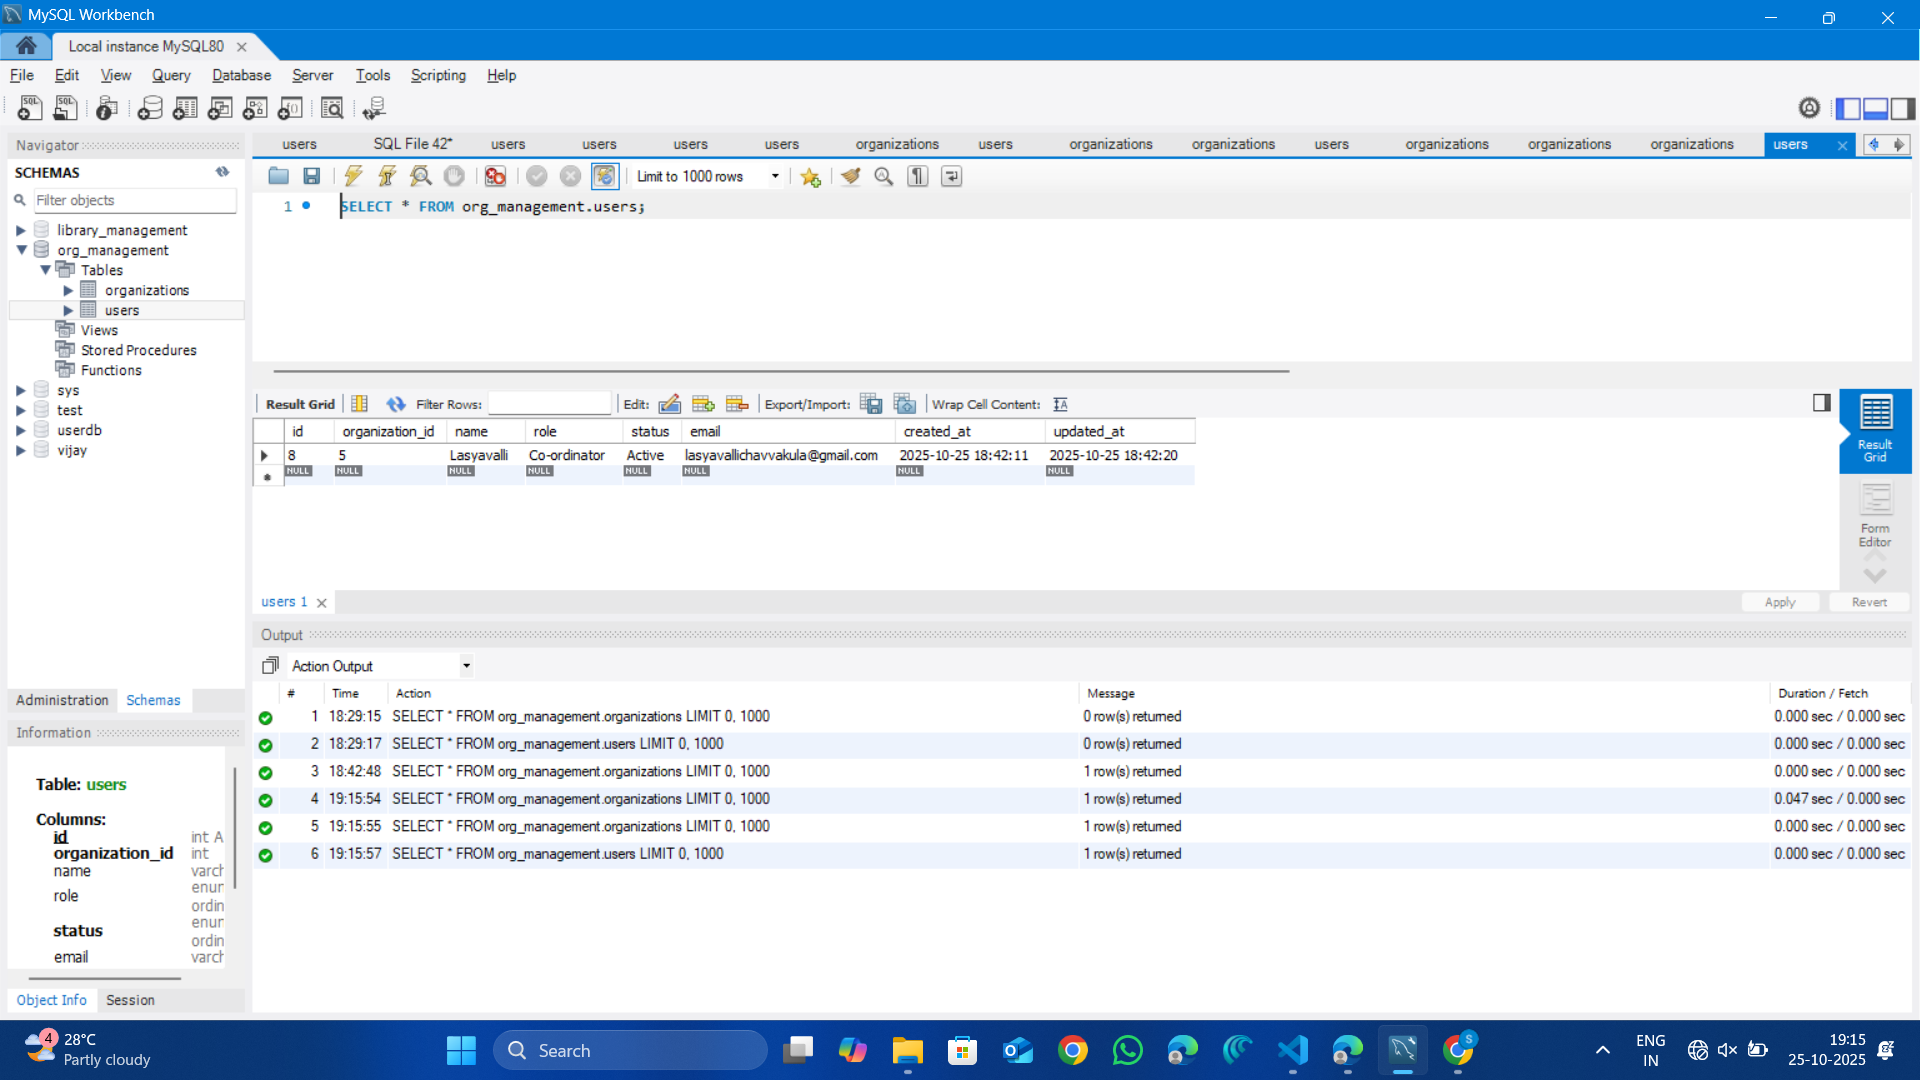 MySQL Workbench
Local instance MySQL80
File Edit View Query Database Server Tools Scripting Help
Navigator
SCHEMAS
Filter objects
library_management
org_management
Tables
organizations
users
Views
Stored Procedures
Functions
sys
test
userdb
vijay
Administration Schemas
Information
Table: users
Columns:
id int A
organization_id int
name varch
role enur
ordin
status enur
ordin
email varch
Object Info Session
users SQL File 42* users users users users organizations users organizations organizations users organizations organizations organizations users
Limit to 1000 rows
1 SELECT * FROM org_management.users;
Result Grid Filter Rows: Edit: Export/Import: Wrap Cell Content:
id organization_id name role status email created_at updated_at
8 5 Lasyavalli Co-ordinator Active lasyavallichavvakula@gmail.com 2025-10-25 18:42:11 2025-10-25 18:42:20
NULL NULL NULL NULL NULL NULL NULL NULL
Result
Grid
Form
Editor
users 1
Apply Revert
Output
Action Output
# Time Action Message Duration / Fetch
1 18:29:15 SELECT * FROM org_management.organizations LIMIT 0, 1000 0 row(s) returned 0.000 sec / 0.000 sec
2 18:29:17 SELECT * FROM org_management.users LIMIT 0, 1000 0 row(s) returned 0.000 sec / 0.000 sec
3 18:42:48 SELECT * FROM org_management.organizations LIMIT 0, 1000 1 row(s) returned 0.000 sec / 0.000 sec
4 19:15:54 SELECT * FROM org_management.organizations LIMIT 0, 1000 1 row(s) returned 0.047 sec / 0.000 sec
5 19:15:55 SELECT * FROM org_management.organizations LIMIT 0, 1000 1 row(s) returned 0.000 sec / 0.000 sec
6 19:15:57 SELECT * FROM org_management.users LIMIT 0, 1000 1 row(s) returned 0.000 sec / 0.000 sec
4
28°C
Partly cloudy
Search
S
ENG
IN
19:15
25-10-2025